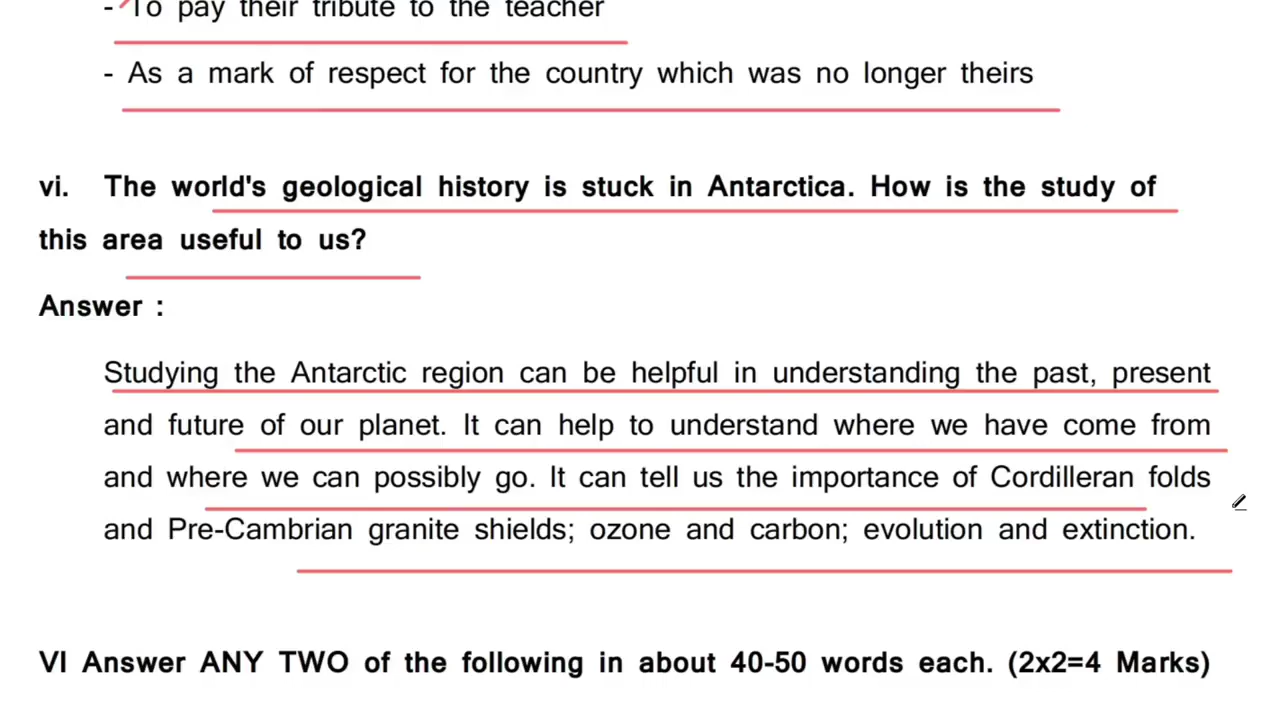 - To pay their tribute to the teacher
- As a mark of respect for the country which was no longer theirs
vi. The world's geological history is stuck in Antarctica. How is the study of
this area useful to us?
Answer :
Studying the Antarctic region can be helpful in understanding the past, present
and future of our planet. It can help to understand where we have come from
and where we can possibly go. It can tell us the importance of Cordilleran folds
and Pre-Cambrian granite shields; ozone and carbon; evolution and extinction.
VI Answer ANY TWO of the following in about 40-50 words each. (2x2=4 Marks)